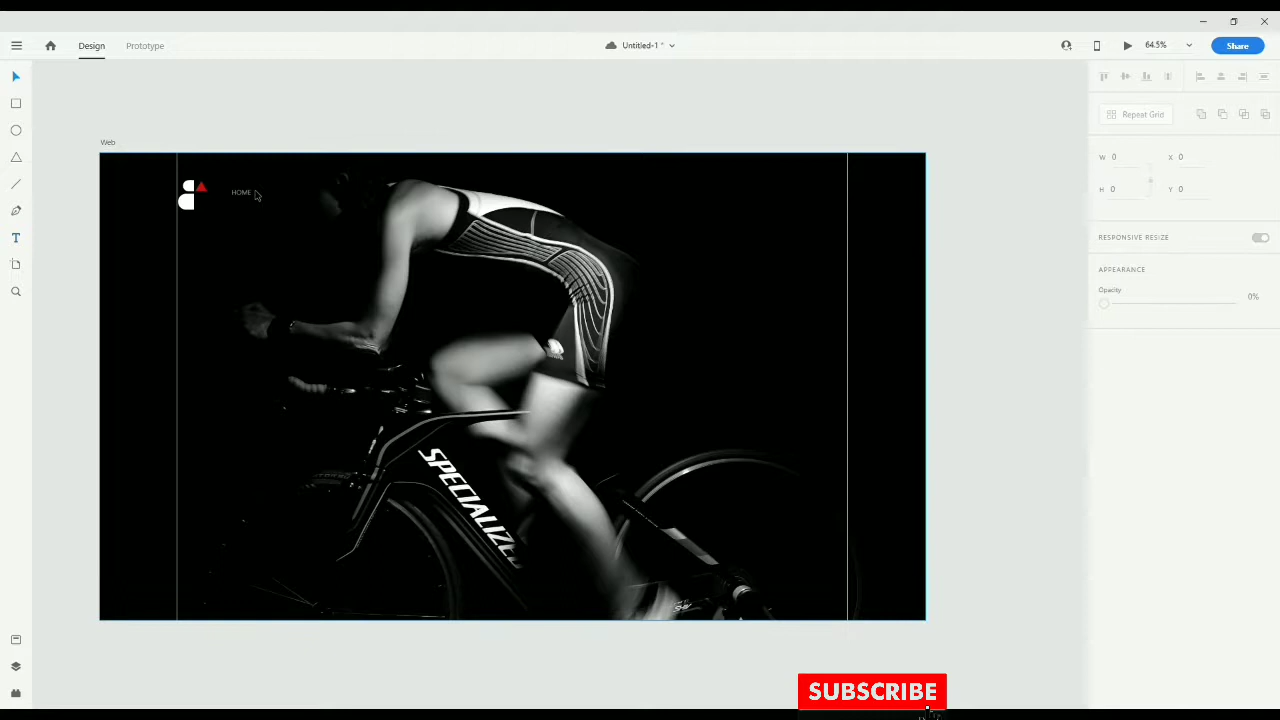 Design Prototype Untitled-1 * 64.5% Share
Repeat Grid
W 0 X 0
H 0 Y 0
RESPONSIVE RESIZE
APPEARANCE
Opacity
0%
Web
HOME
SPECIALIZED
SUBSCRIBE